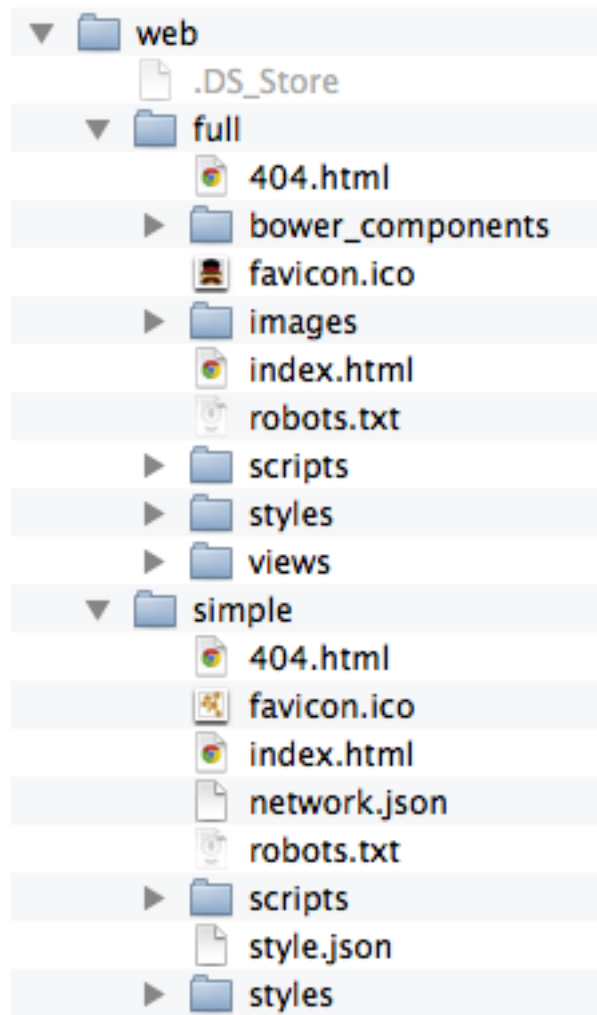 web
.DS_Store
full
404.html
bower_components
favicon.ico
images
index.html
robots.txt
scripts
styles
views
simple
404.html
favicon.ico
index.html
network.json
robots.txt
scripts
style.json
styles